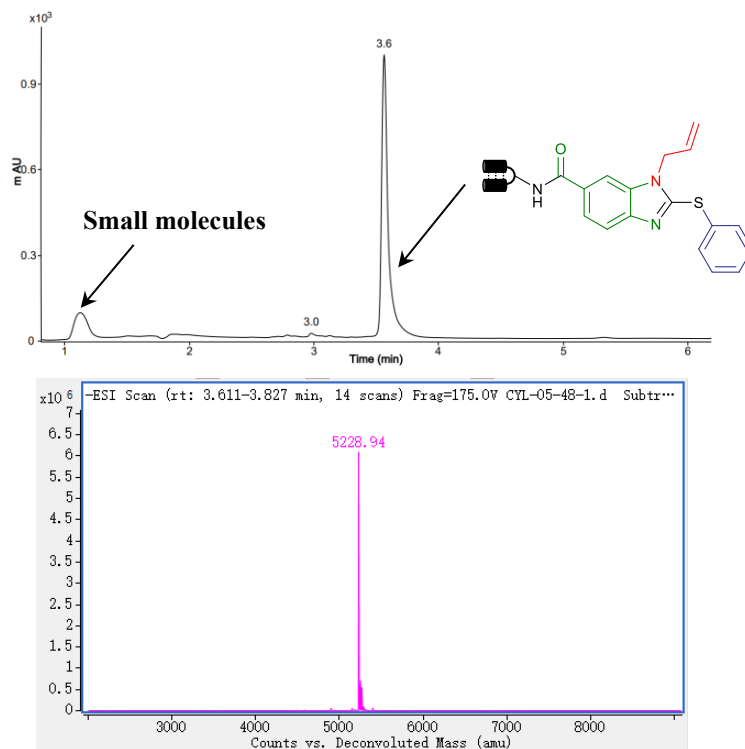 x10³
3.6
0.9
0.6
0.3
0
m AU
Small molecules
3.0
O
N
H
N
N
S
1
2
3
4
5
6
Time (min)
x10 6
-ESI Scan (rt: 3.611-3.827 min, 14 scans) Frag=175.0V CYL-05-48-1.d Subtr⋯
7
6.5
6
5.5
5
4.5
4
3.5
3
2.5
2
1.5
1
0.5
0
5228.94
3000
4000
5000
6000
7000
8000
Counts vs. Deconvoluted Mass (amu)